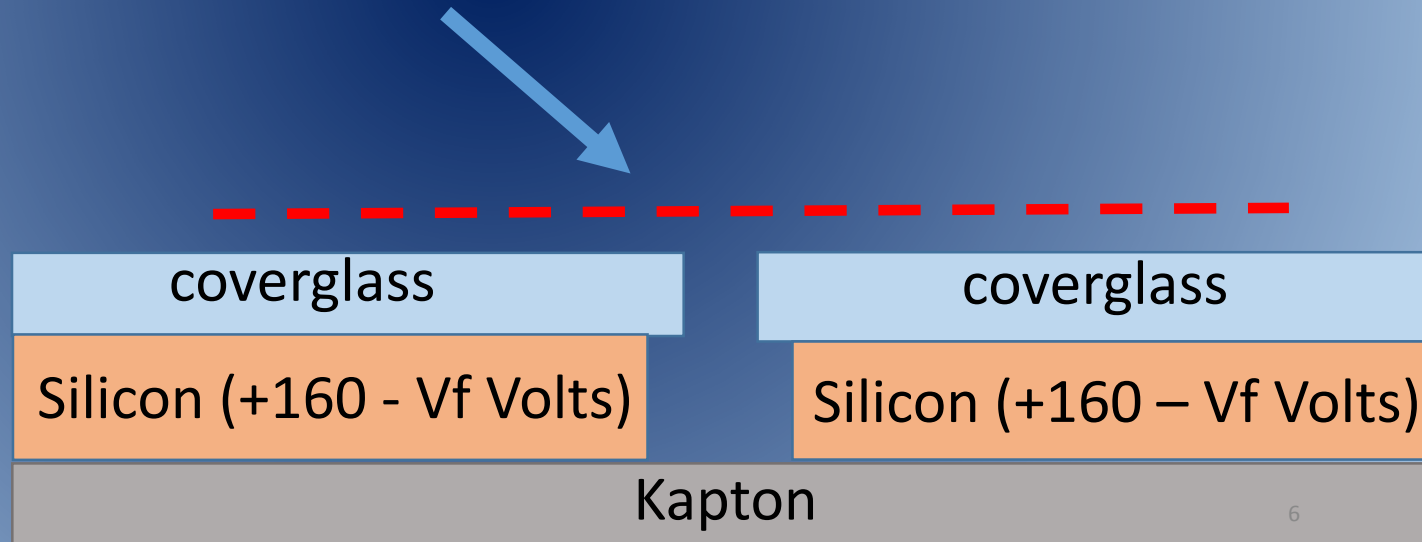 coverglass
coverglass
Silicon (+160 - Vf Volts)
Silicon (+160 – Vf Volts)
Kapton
6